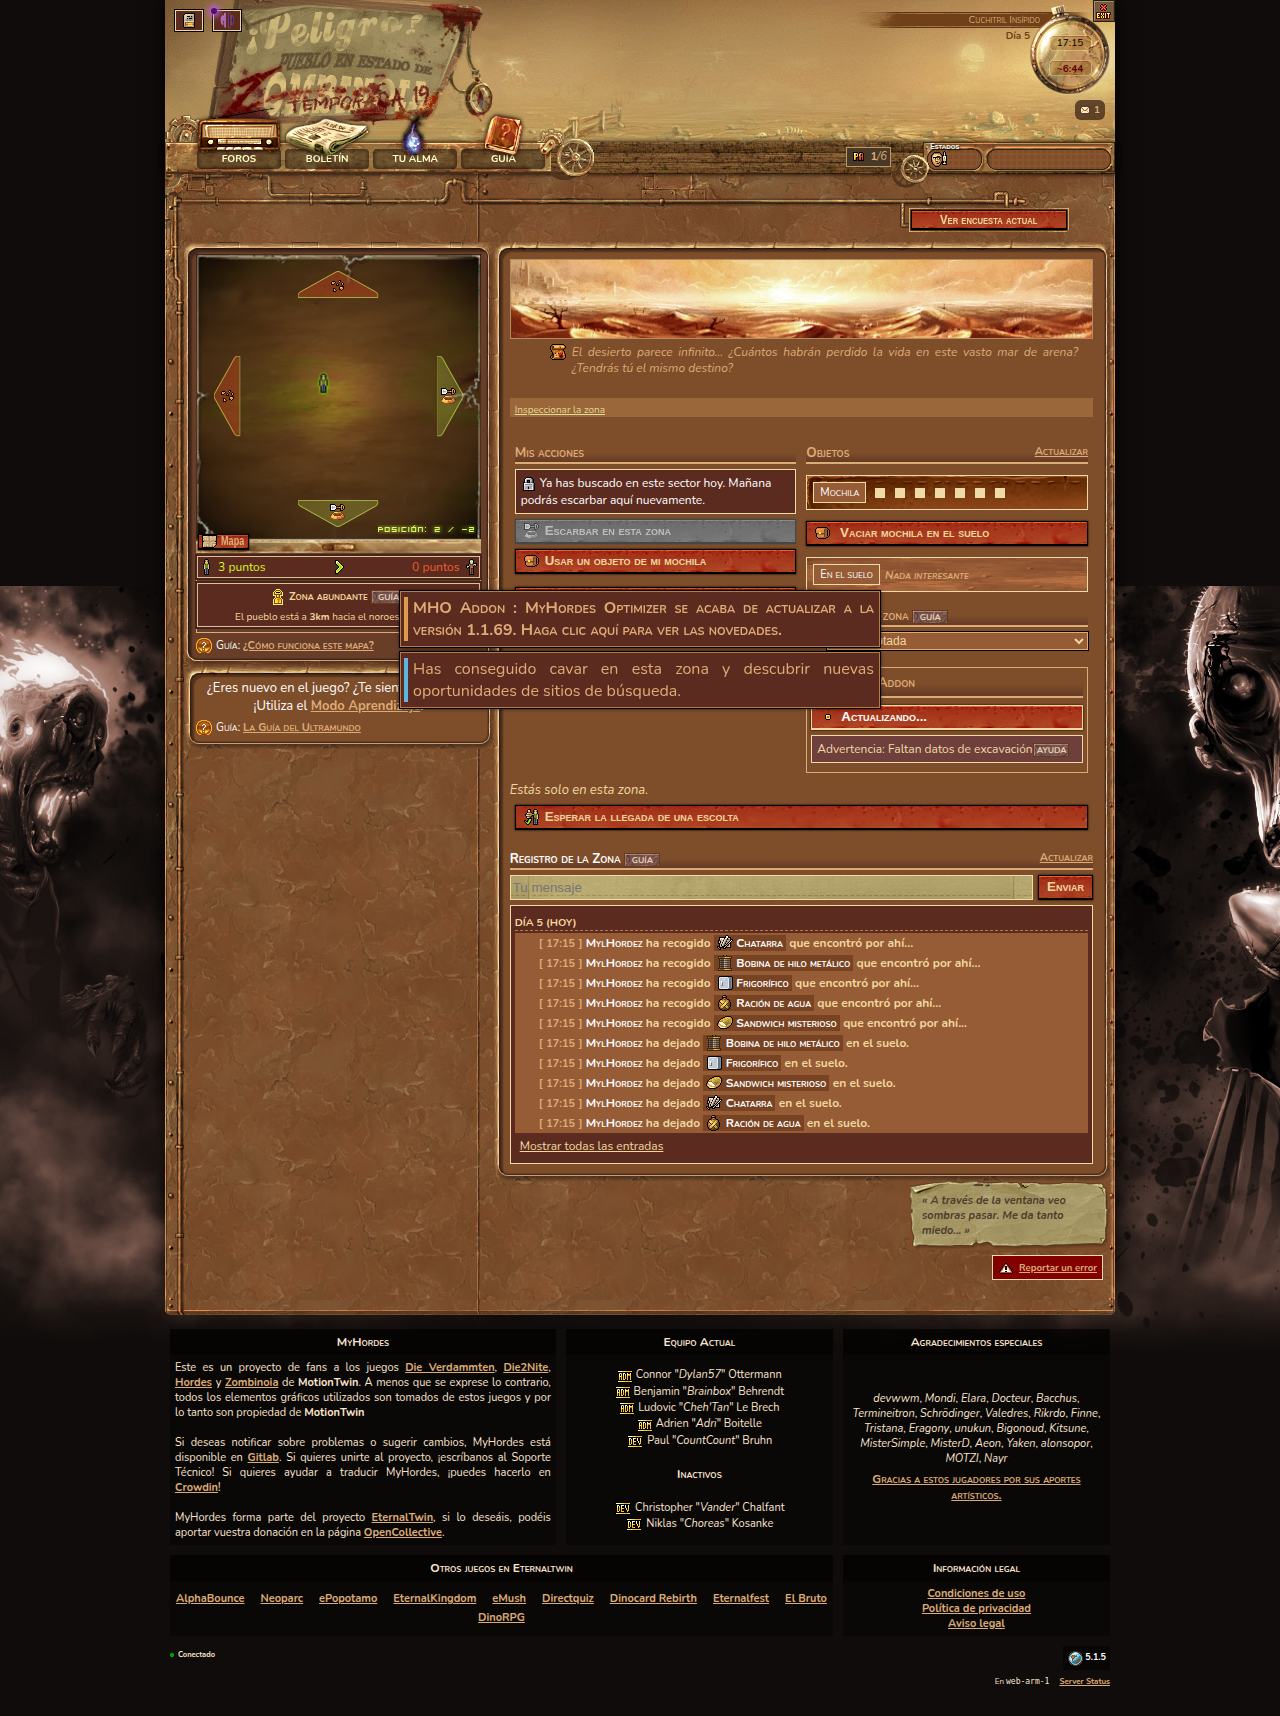 ¡Peligro!
PUEBLO EN ESTADO DE
ZOMBINOIA
TEMPORADA 19
EXIT
Cuchitril Insípido
Día 5
17:15
~6:44
1
FOROS
BOLETÍN
TU ALMA
GUÍA
PA 1/6
Estados
Ver encuesta actual
posición: 2 / -2
Mapa
3 puntos
0 puntos
Zona abundante GUÍA
El pueblo está a 3km hacia el noroes
Guía: ¿Cómo funciona este mapa?
¿Eres nuevo en el juego? ¿Te sien
¡Utiliza el Modo Aprendizaje!
Guía: La Guía del Ultramundo
El desierto parece infinito... ¿Cuántos habrán perdido la vida en este vasto mar de arena?
¿Tendrás tú el mismo destino?
Inspeccionar la zona
Mis acciones
Ya has buscado en este sector hoy. Mañana
podrás escarbar aquí nuevamente.
Escarbar en esta zona
Usar un objeto de mi mochila
Objetos
Actualizar
Mochila
Vaciar mochila en el suelo
En el suelo
Nada interesante
zona GUÍA
tada
Addon
Actualizando...
Advertencia: Faltan datos de excavación AYUDA
MHO Addon : MyHordes Optimizer se acaba de actualizar a la
versión 1.1.69. Haga clic aquí para ver las novedades.
Has conseguido cavar en esta zona y descubrir nuevas
oportunidades de sitios de búsqueda.
Estás solo en esta zona.
Esperar la llegada de una escolta
Registro de la Zona GUÍA
Actualizar
Tu mensaje
Enviar
DÍA 5 (HOY)
[ 17:15 ] MylHordez ha recogido Chatarra que encontró por ahí...
[ 17:15 ] MylHordez ha recogido Bobina de hilo metálico que encontró por ahí...
[ 17:15 ] MylHordez ha recogido Frigorífico que encontró por ahí...
[ 17:15 ] MylHordez ha recogido Ración de agua que encontró por ahí...
[ 17:15 ] MylHordez ha recogido Sandwich misterioso que encontró por ahí...
[ 17:15 ] MylHordez ha dejado Bobina de hilo metálico en el suelo.
[ 17:15 ] MylHordez ha dejado Frigorífico en el suelo.
[ 17:15 ] MylHordez ha dejado Sandwich misterioso en el suelo.
[ 17:15 ] MylHordez ha dejado Chatarra en el suelo.
[ 17:15 ] MylHordez ha dejado Ración de agua en el suelo.
Mostrar todas las entradas
« A través de la ventana veo
sombras pasar. Me da tanto
miedo... »
Reportar un error
MyHordes
Este es un proyecto de fans a los juegos Die Verdammten, Die2Nite,
Hordes y Zombinoia de MotionTwin. A menos que se exprese lo contrario,
todos los elementos gráficos utilizados son tomados de estos juegos y por
lo tanto son propiedad de MotionTwin
Si deseas notificar sobre problemas o sugerir cambios, MyHordes está
disponible en Gitlab. Si quieres unirte al proyecto, ¡escríbanos al Soporte
Técnico! Si quieres ayudar a traducir MyHordes, ¡puedes hacerlo en
Crowdin!
MyHordes forma parte del proyecto EternalTwin, si lo deseáis, podéis
aportar vuestra donación en la página OpenCollective.
Equipo Actual
ADM Connor "Dylan57" Ottermann
ADM Benjamin "Brainbox" Behrendt
ADM Ludovic "Cheh'Tan" Le Brech
ADM Adrien "Adri" Boitelle
DEV Paul "CountCount" Bruhn
Inactivos
DEV Christopher "Vander" Chalfant
DEV Niklas "Choreas" Kosanke
Agradecimientos especiales
devwwm, Mondi, Elara, Docteur, Bacchus,
Termineitron, Schrödinger, Valedres, Rikrdo, Finne,
Tristana, Eragony, unukun, Bigonoud, Kitsune,
MisterSimple, MisterD, Aeon, Yaken, alonsopor,
MOTZI, Nayr
Gracias a estos jugadores por sus aportes
artísticos.
Otros juegos en Eternaltwin
AlphaBounce Neoparc ePopotamo EternalKingdom eMush Directquiz Dinocard Rebirth Eternalfest El Bruto
DinoRPG
Información legal
Condiciones de uso
Política de privacidad
Aviso legal
Conectado
5.1.5
En web-arm-1 Server Status